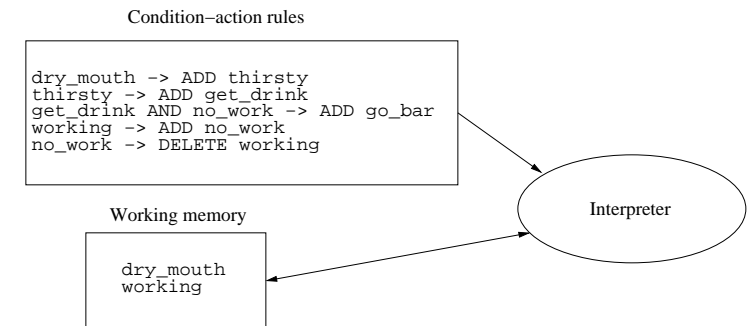 Condition−action rules
dry_mouth −> ADD thirsty
thirsty −> ADD get_drink
get_drink AND no_work −> ADD go_bar
working −> ADD no_work
no_work −> DELETE working
Interpreter
Working memory
dry_mouth
working